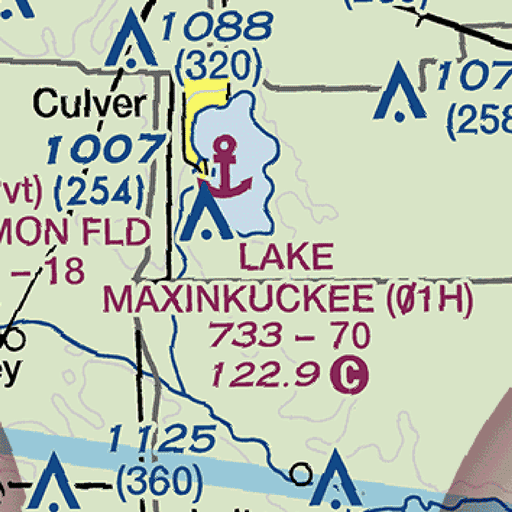 1088
(320)
107
(258
Culver
1007
vt) (254)
MON FLD
– 18
LAKE
MAXINKUCKEE (Ø1H)
733 – 70
122.9 C
ey
1125
(360)